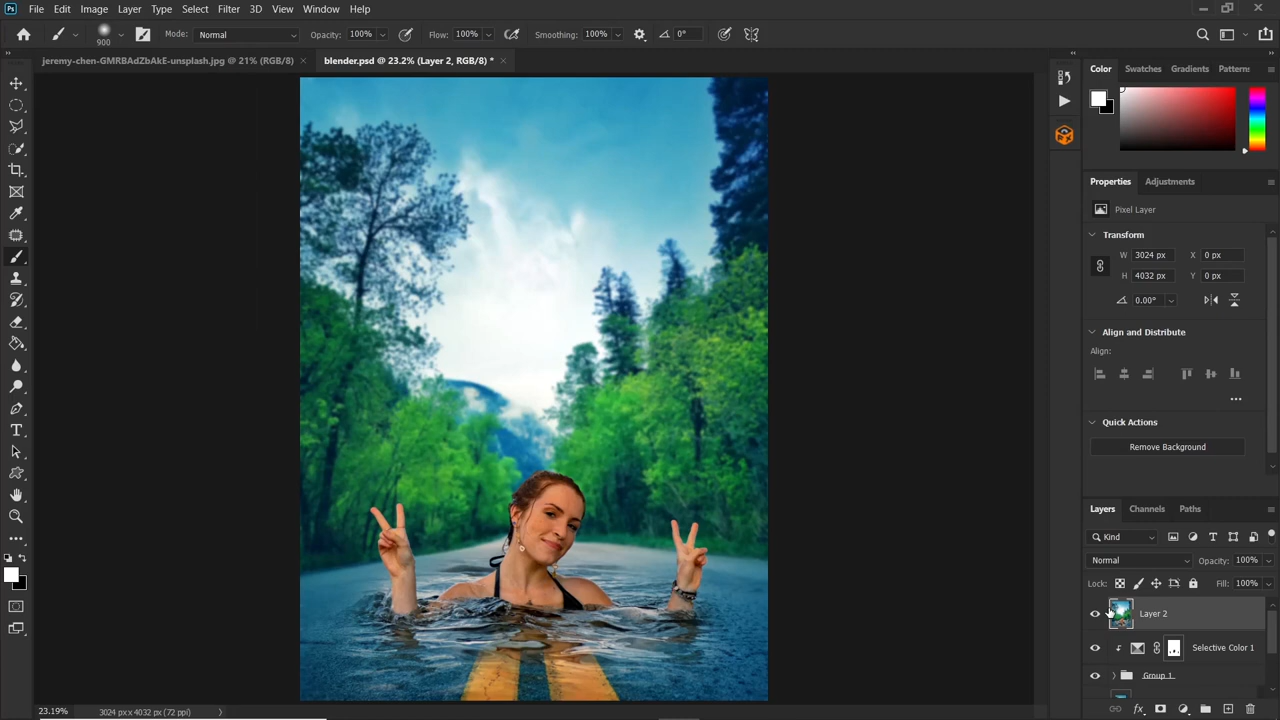 Ps File Edit Image Layer Type Select Filter 3D View Window Help
900 Mode: Normal Opacity: 100% Flow: 100% Smoothing: 100% 0°
jeremy-chen-GMRBAdZbAkE-unsplash.jpg @ 21% (RGB/8) × blender.psd @ 23.2% (Layer 2, RGB/8) * ×
Color Swatches Gradients Patterns
Properties Adjustments
Pixel Layer
Transform
W 3024 px X 0 px
H 4032 px Y 0 px
0.00°
Align and Distribute
Align:
Quick Actions
Remove Background
Layers Channels Paths
Kind
Normal Opacity: 100%
Lock: Fill: 100%
Layer 2
Selective Color 1
Group 1
23.19% 3024 px x 4032 px (72 ppi)